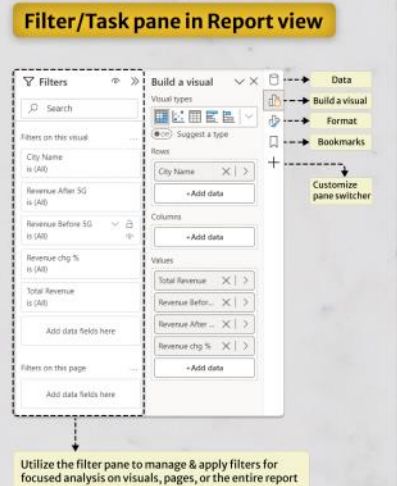 Filter/Task pane in Report view
Filters
Search
Filters on this visual
...
City Name
is (All)
Revenue After 5G
is (All)
Revenue Before 5G
is (All)
Revenue chg %
is (All)
Total Revenue
is (All)
Add data fields here
Filters on this page
...
Add data fields here
Build a visual
Visual types
Off
Suggest a type
Rows
City Name
+Add data
Columns
+Add data
Values
Total Revenue
Revenue Befor...
Revenue After ...
Revenue chg %
+Add data
Data
Build a visual
Format
Bookmarks
Customize
pane switcher
Utilize the filter pane to manage & apply filters for
focused analysis on visuals, pages, or the entire report